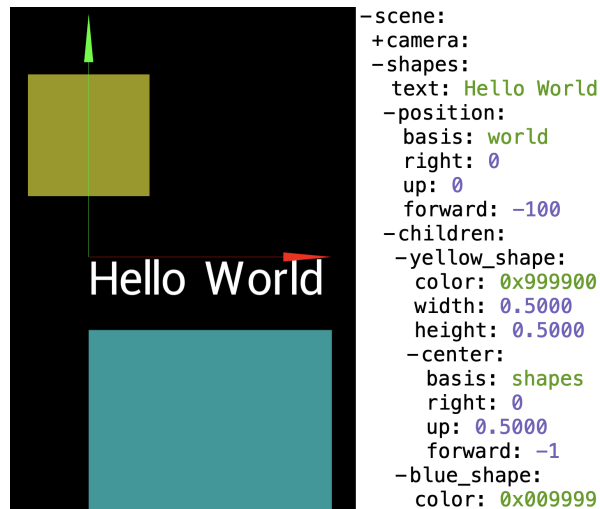 −scene:
+camera:
−shapes:
text: Hello World
−position:
basis: world
right: 0
up: 0
forward: -100
−children:
−yellow_shape:
color: 0x999900
width: 0.5000
height: 0.5000
−center:
basis: shapes
right: 0
up: 0.5000
forward: -1
−blue_shape:
color: 0x009999
Hello World